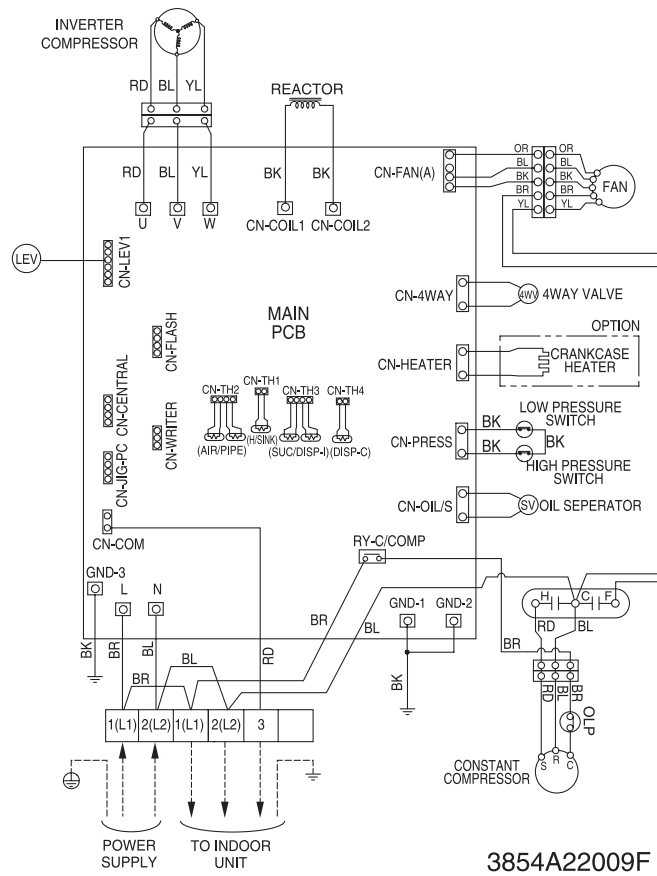 INVERTER
COMPRESSOR
RD BL YL
REACTOR
RD BL YL
BK BK
U V W
CN-COIL1 CN-COIL2
CN-FAN(A)
OR OR
BL BL
BK BK
BR BR
YL YL
FAN
LEV
CN-LEV1
CN-FLASH
MAIN
PCB
CN-4WAY
4WV 4WAY VALVE
OPTION
CN-HEATER
CRANKCASE
HEATER
CN-CENTRAL
CN-WRITER
CN-JIG-PC
CN-TH2 CN-TH1 CN-TH3 CN-TH4
(AIR/PIPE) (H/SINK) (SUC/DISP-I) (DISP-C)
LOW PRESSURE
SWITCH
CN-PRESS
BK
BK
BK
HIGH PRESSURE
SWITCH
CN-OIL/S
SV OIL SEPERATOR
CN-COM
RY-C/COMP
GND-3
L N
GND-1 GND-2
H C F
RD BL
BK BR BL BR BL RD BR BL BK BR
1(L1) 2(L2) 1(L1) 2(L2) 3
RD BL BR
OLP
S R C
CONSTANT
COMPRESSOR
POWER
SUPPLY
TO INDOOR
UNIT
3854A22009F